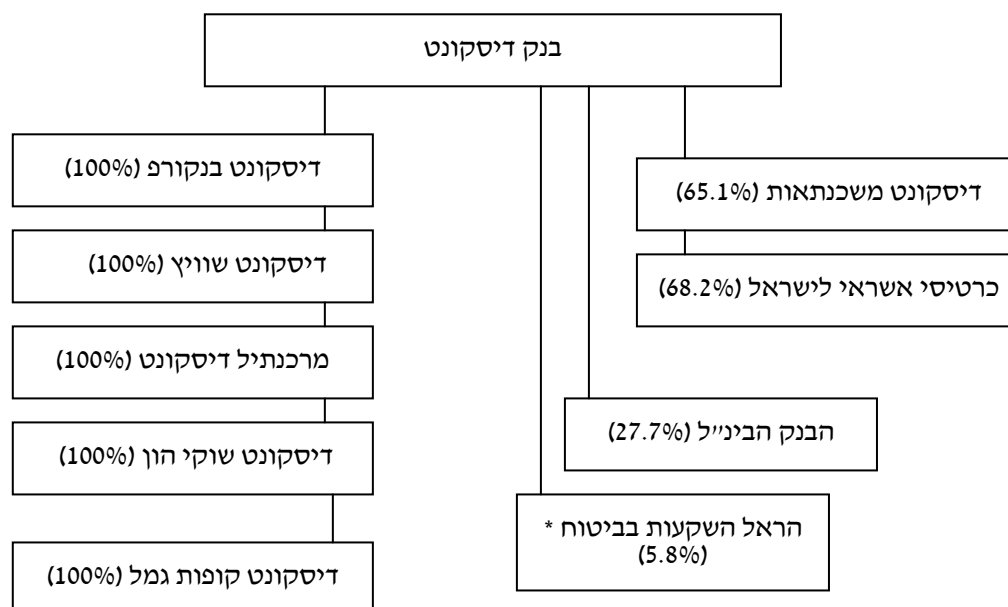 בנק דיסקונט
דיסקונט בנקורפ (100%)
דיסקונט משכנתאות (65.1%)
דיסקונט שוויץ (100%)
כרטיסי אשראי לישראל (68.2%)
מרכנתיל דיסקונט (100%)
הבנק הבינ״ל (27.7%)
דיסקונט שוקי הון (100%)
הראל השקעות בביטוח *
(5.8%)
דיסקונט קופות גמל (100%)